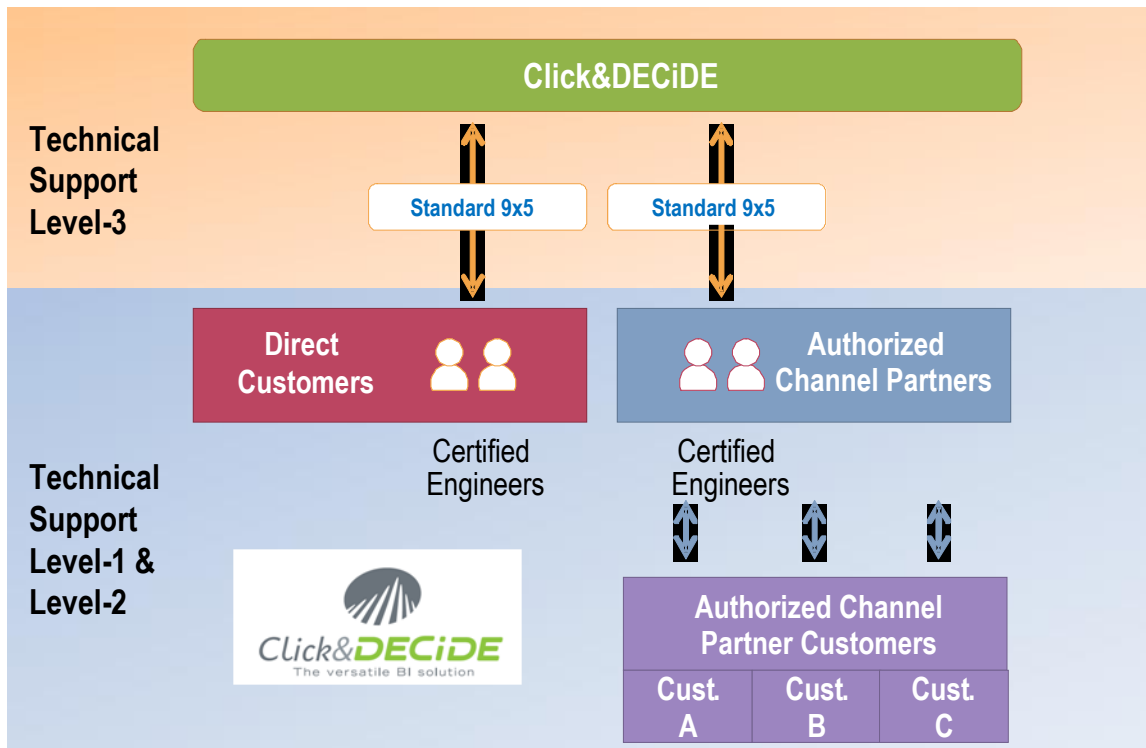 Click&DECiDE
Technical
Support
Level-3
Standard 9x5
Standard 9x5
Direct
Customers
Authorized
Channel Partners
Certified
Engineers
Certified
Engineers
Technical
Support
Level-1 &
Level-2
Click&DECiDE
The versatile BI solution
Authorized Channel
Partner Customers
Cust.
A
Cust.
B
Cust.
C